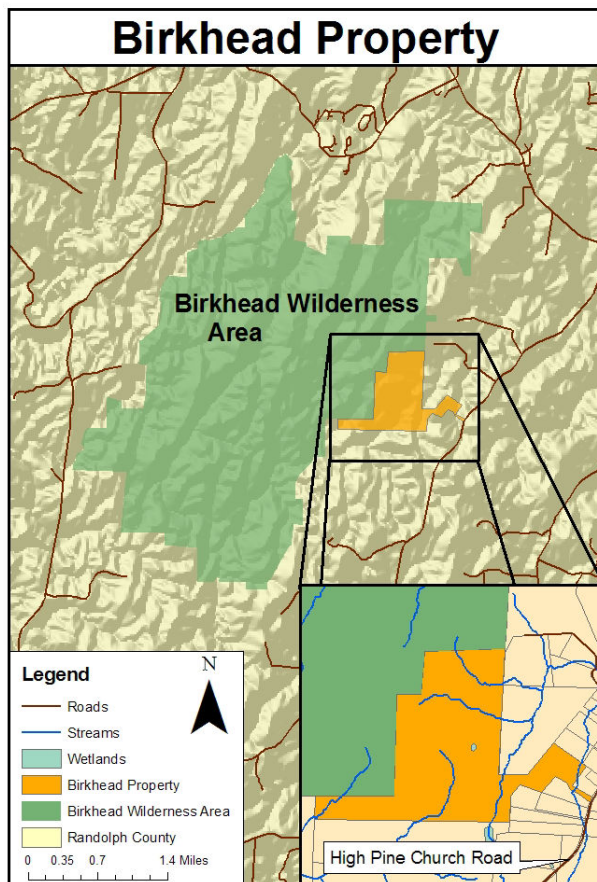 Birkhead Property
Birkhead Wilderness
Area
Legend
N
Roads
Streams
Wetlands
Birkhead Property
Birkhead Wilderness Area
Randolph County
0 0.35 0.7 1.4 Miles
High Pine Church Road